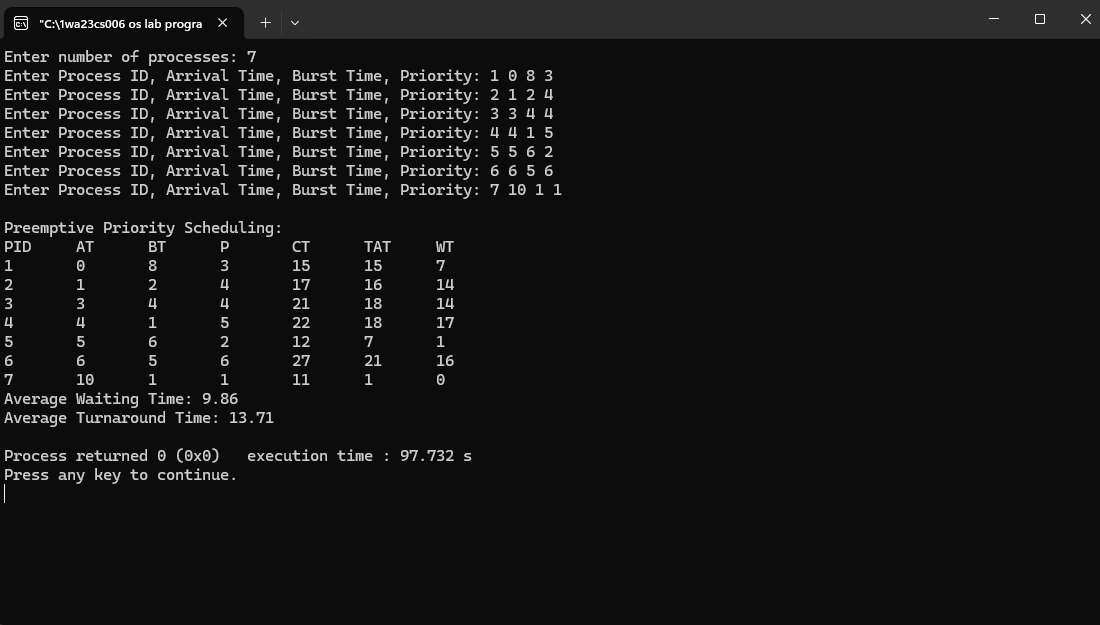 "C:\1wa23cs006 os lab progra
Enter number of processes: 7
Enter Process ID, Arrival Time, Burst Time, Priority: 1 0 8 3
Enter Process ID, Arrival Time, Burst Time, Priority: 2 1 2 4
Enter Process ID, Arrival Time, Burst Time, Priority: 3 3 4 4
Enter Process ID, Arrival Time, Burst Time, Priority: 4 4 1 5
Enter Process ID, Arrival Time, Burst Time, Priority: 5 5 6 2
Enter Process ID, Arrival Time, Burst Time, Priority: 6 6 5 6
Enter Process ID, Arrival Time, Burst Time, Priority: 7 10 1 1
Preemptive Priority Scheduling:
PID AT BT P CT TAT WT
1 0 8 3 15 15 7
2 1 2 4 17 16 14
3 3 4 4 21 18 14
4 4 1 5 22 18 17
5 5 6 2 12 7 1
6 6 5 6 27 21 16
7 10 1 1 11 1 0
Average Waiting Time: 9.86
Average Turnaround Time: 13.71
Process returned 0 (0x0) execution time : 97.732 s
Press any key to continue.